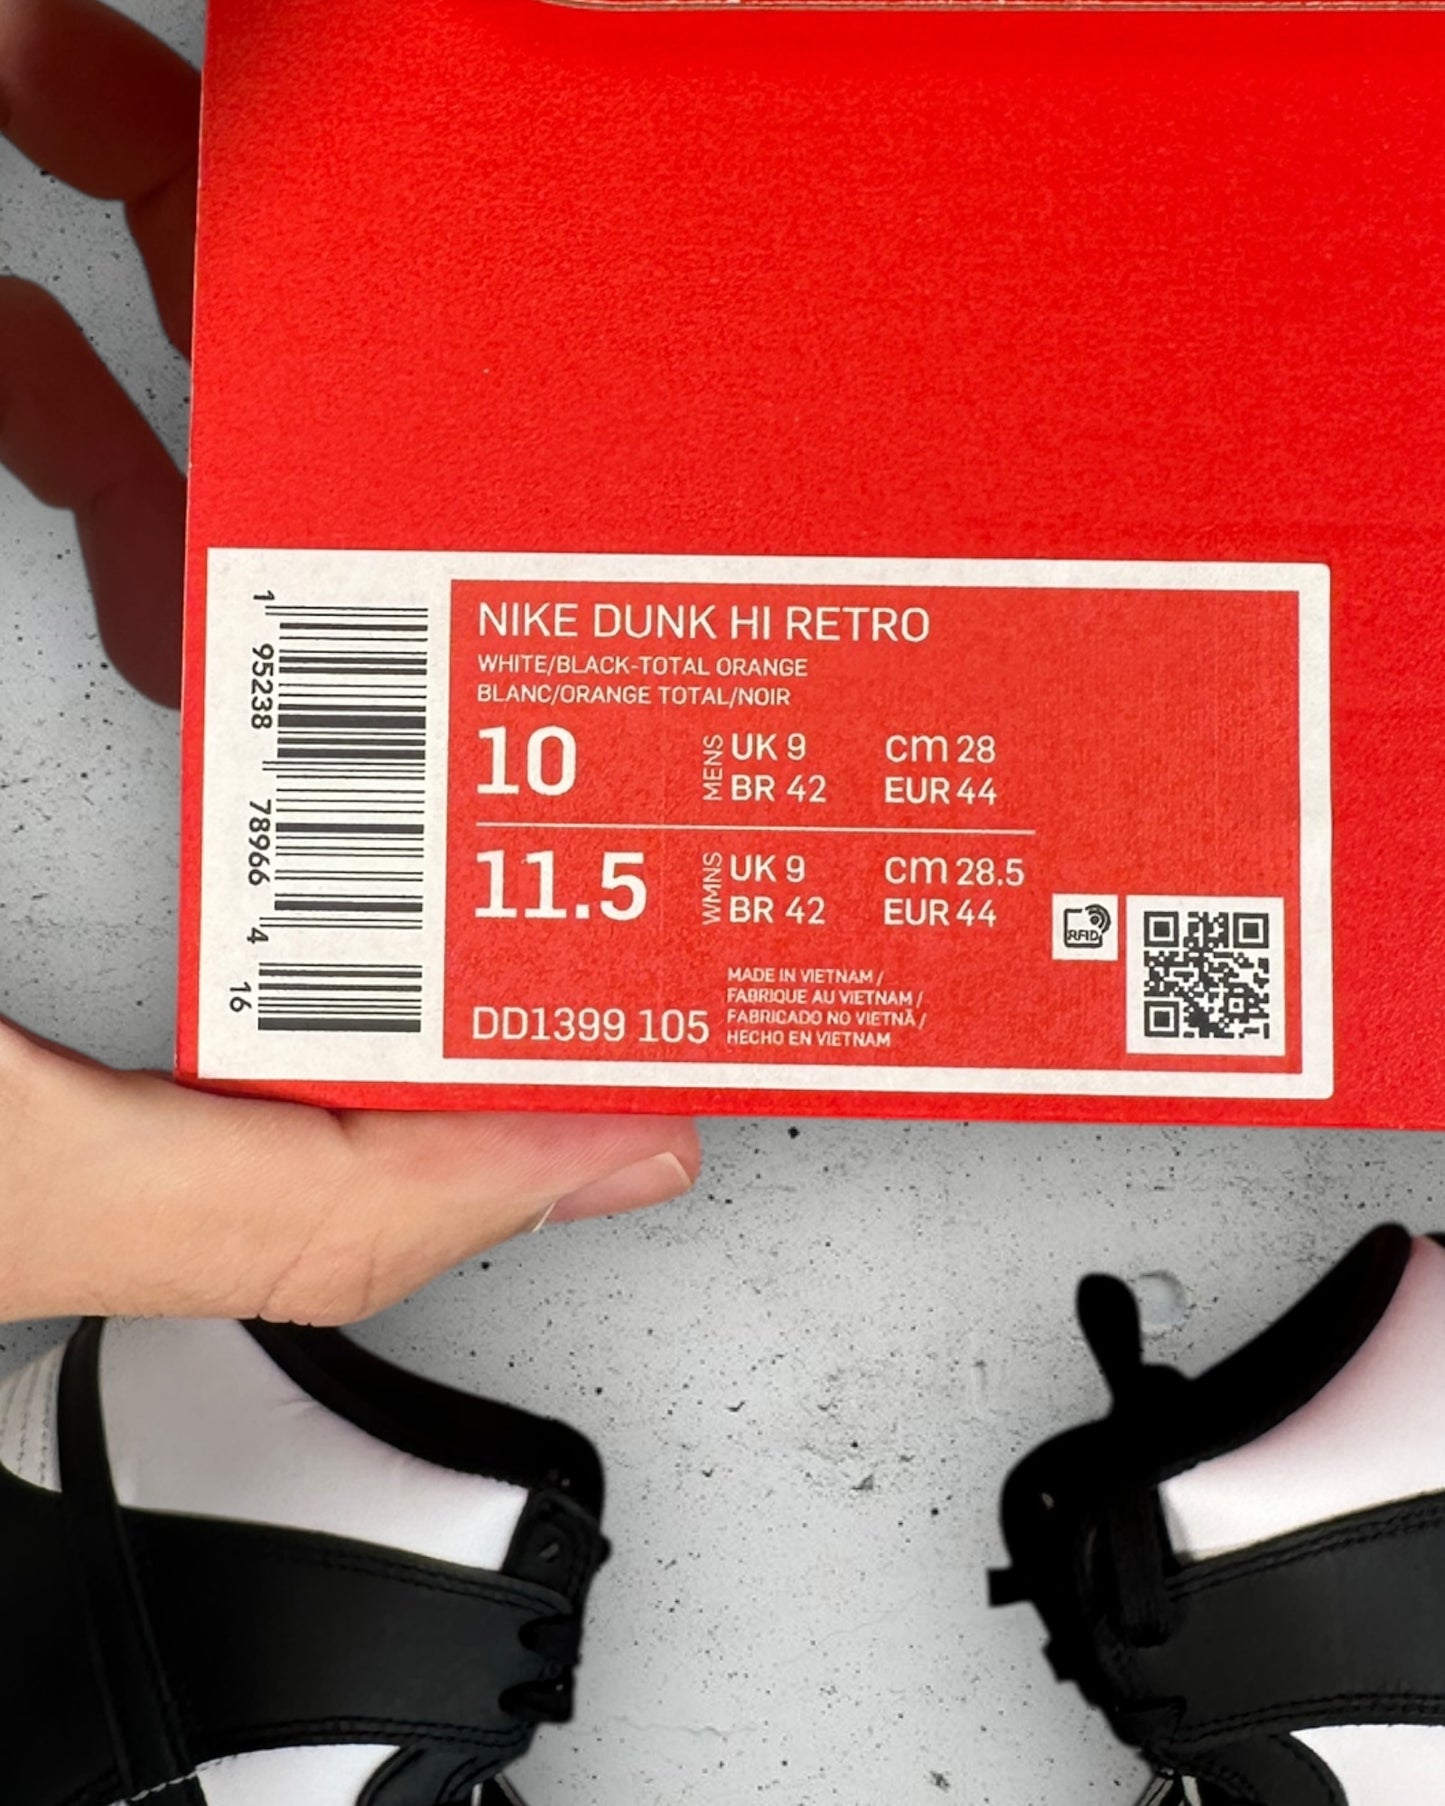 NIKE DUNK HI RETRO
WHITE/BLACK-TOTAL ORANGE
BLANC/ORANGE TOTAL/NOIR
10 MENS UK 9 cm 28
BR 42 EUR 44
11.5 WMNS UK 9 cm 28.5
BR 42 EUR 44
RFID
MADE IN VIETNAM /
FABRIQUE AU VIETNAM /
FABRICADO NO VIETNÃ /
HECHO EN VIETNAM
DD1399 105
1 95238 78966 4 16